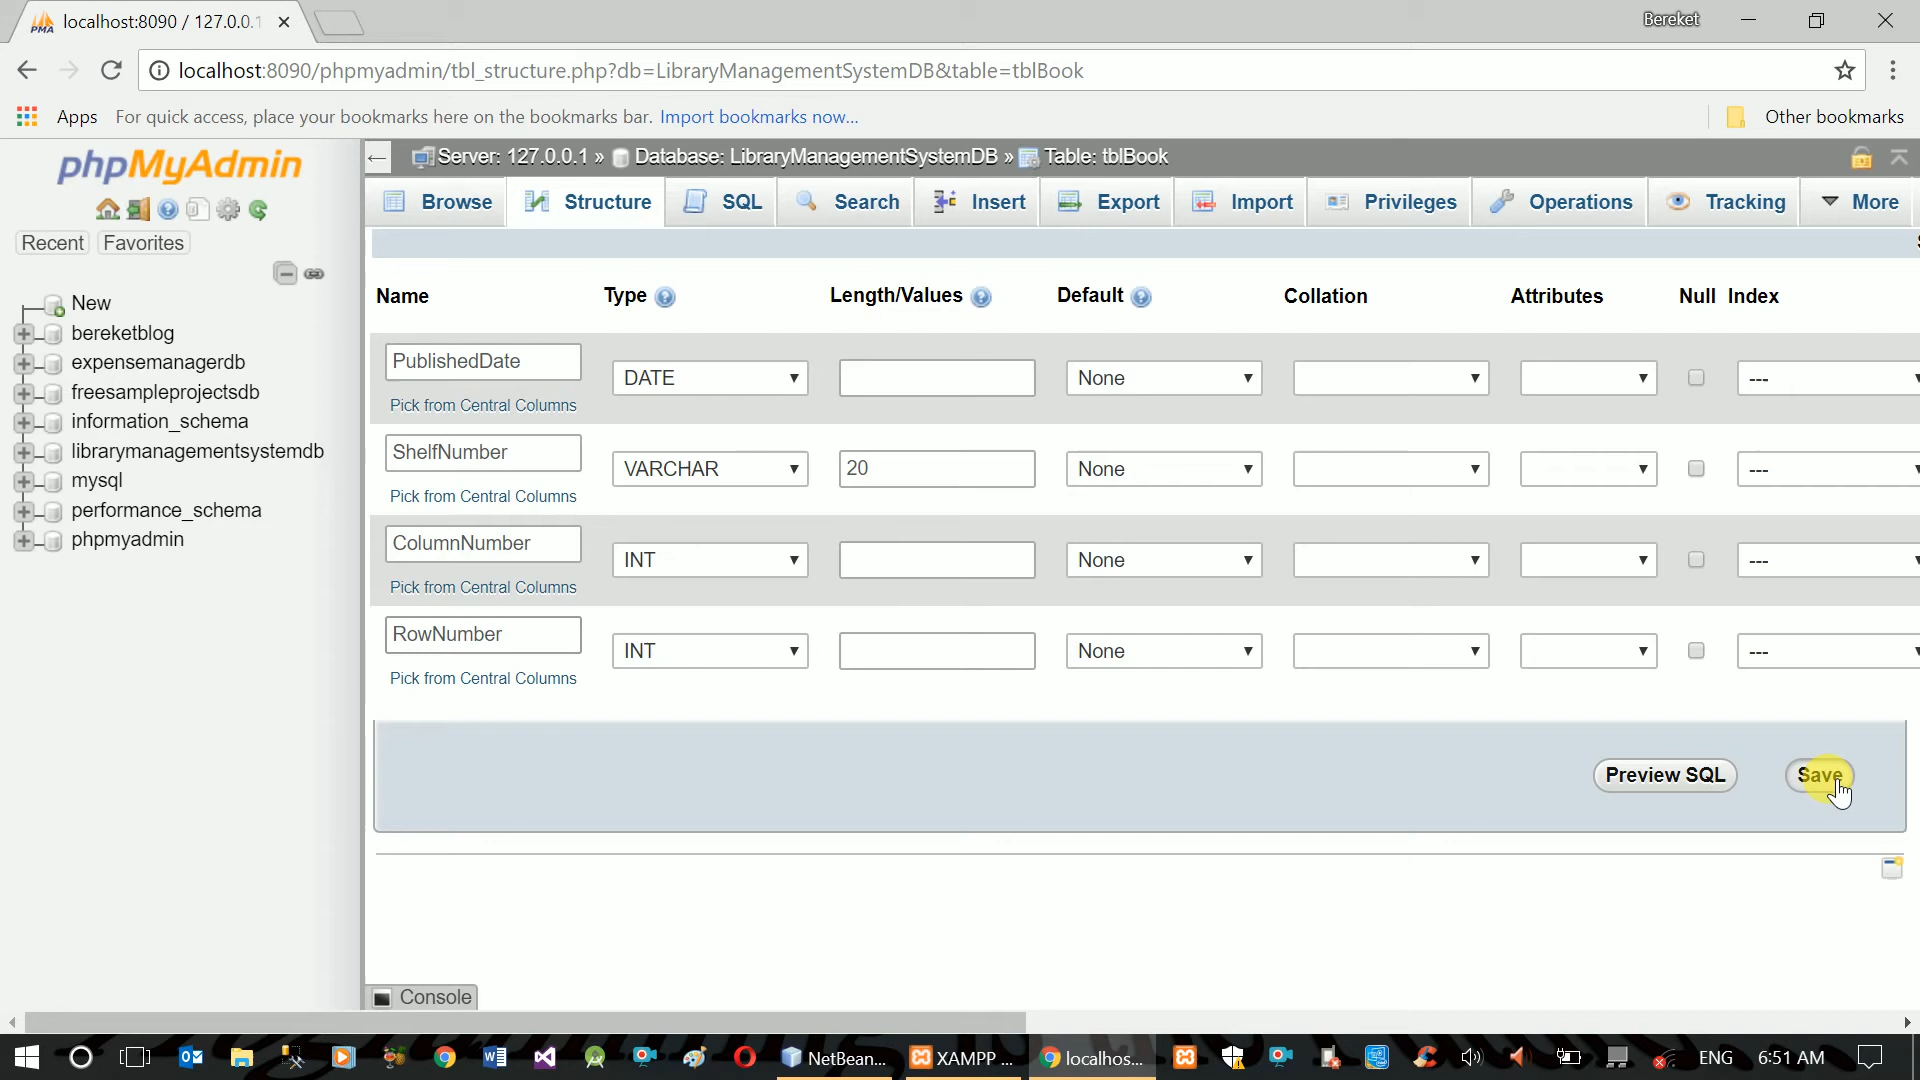 localhost:8090 / 127.0.0.1
Bereket
localhost:8090/phpmyadmin/tbl_structure.php?db=LibraryManagementSystemDB&table=tblBook
Apps For quick access, place your bookmarks here on the bookmarks bar. Import bookmarks now... Other bookmarks
phpMyAdmin
Server: 127.0.0.1 » Database: LibraryManagementSystemDB » Table: tblBook
Browse Structure SQL Search Insert Export Import Privileges Operations Tracking More
Recent Favorites
New
bereketblog
expensemanagerdb
freesampleprojectsdb
information_schema
librarymanagementsystemdb
mysql
performance_schema
phpmyadmin
Name Type Length/Values Default Collation Attributes Null Index
PublishedDate DATE None ---
Pick from Central Columns
ShelfNumber VARCHAR 20 None ---
Pick from Central Columns
ColumnNumber INT None ---
Pick from Central Columns
RowNumber INT None ---
Pick from Central Columns
Preview SQL Save
Console
NetBean... XAMPP ... localhos... ENG 6:51 AM